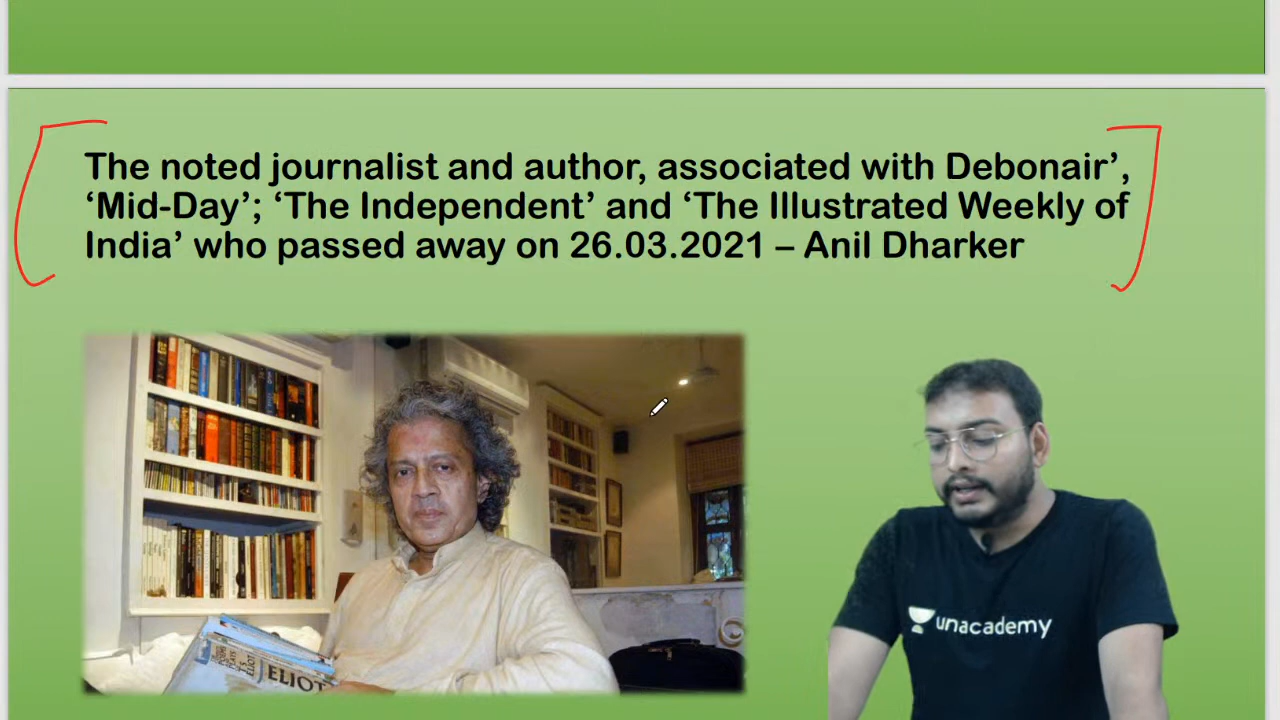 The noted journalist and author, associated with Debonair’,
‘Mid-Day’; ‘The Independent’ and ‘The Illustrated Weekly of
India’ who passed away on 26.03.2021 – Anil Dharker
ELIOT
unacademy